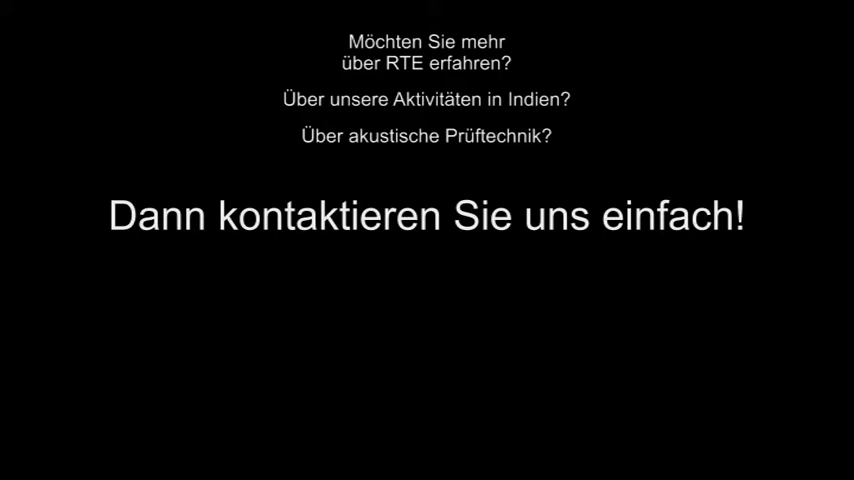 Möchten Sie mehr
über RTE erfahren?
Über unsere Aktivitäten in Indien?
Über akustische Prüftechnik?
Dann kontaktieren Sie uns einfach!